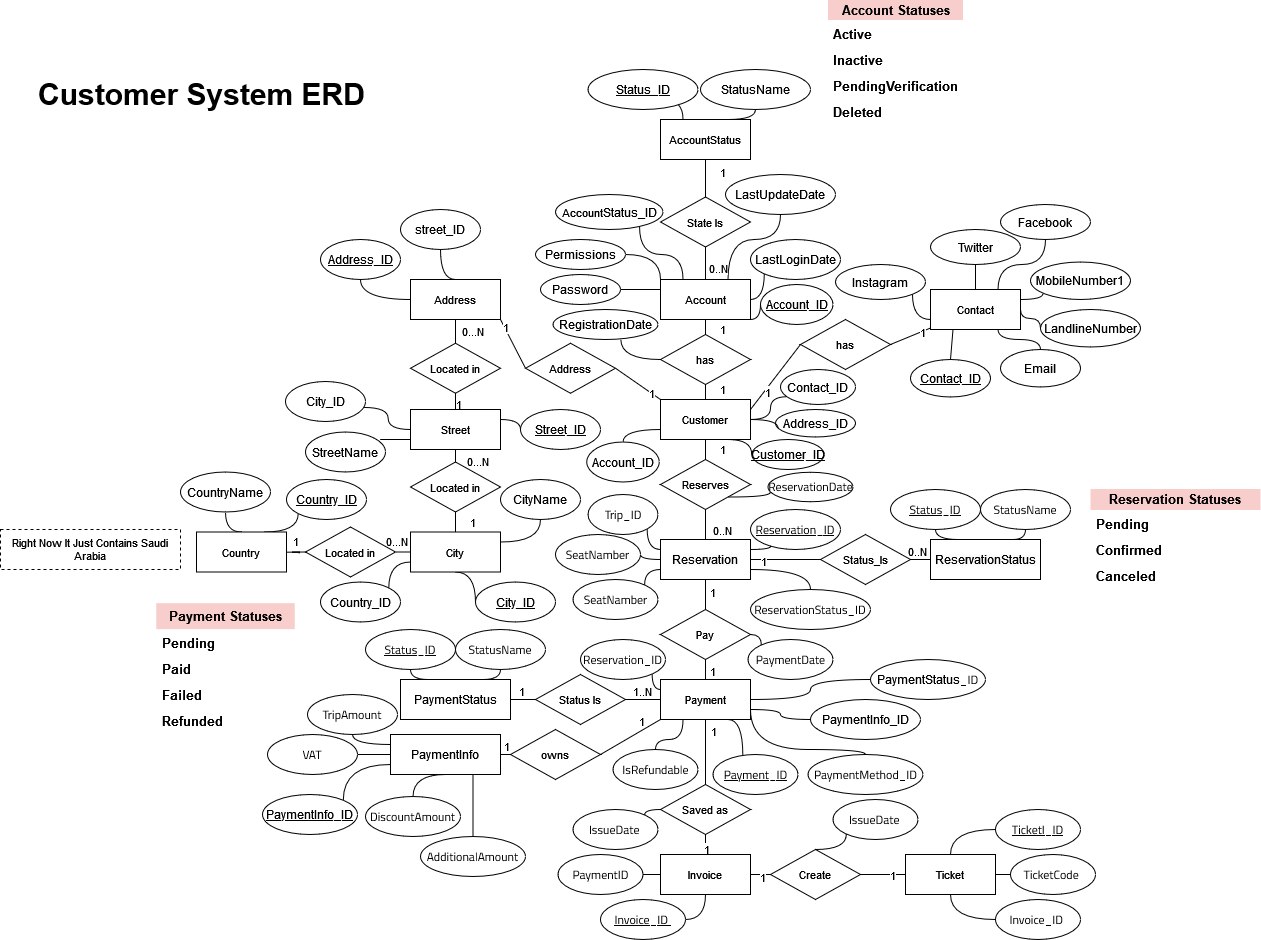 Account Statuses
Active
Inactive
PendingVerification
Deleted
Customer System ERD
Status_ID
StatusName
AccountStatus
1
LastUpdateDate
AccountStatus_ID
State Is
street_ID
Facebook
Twitter
Address_ID
Permissions
LastLoginDate
0..N
Instagram
MobileNumber1
Password
Address
Account
Account_ID
Contact
RegistrationDate
LandlineNumber
0...N
1
1
1
has
has
Located in
Address
Email
Contact_ID
Contact_ID
1
1
1
City_ID
1
Street
Street_ID
Customer
Address_ID
StreetName
1
Customer_ID
0...N
Account_ID
Located in
Reserves
ReservationDate
CountryName
Country_ID
CityName
Reservation Statuses
Trip_ID
Status_ID
StatusName
Pending
1
0..N
Reservation_ID
Right Now It Just Contains Saudi
Arabia
1
0...N
Country
Located in
City
SeatNamber
Reservation
1
Status_Is
0..N
ReservationStatus
Confirmed
Canceled
Country_ID
City_ID
SeatNamber
1
ReservationStatus_ID
Payment Statuses
Pending
Paid
Failed
Refunded
Pay
Status_ID
StatusName
Reservation_ID
PaymentDate
1
PaymentStatus_ID
PaymentStatus
1
Status Is
1..N
Payment
TripAmount
1
1
PaymentInfo_ID
VAT
PaymentInfo
1
owns
IsRefundable
Payment_ID
PaymentMethod_ID
PaymentInfo_ID
DiscountAmount
Saved as
IssueDate
IssueDate
TicketI_ID
AdditionalAmount
1
PaymentID
Invoice
1
Create
1
Ticket
TicketCode
Invoice_ID
Invoice_ID